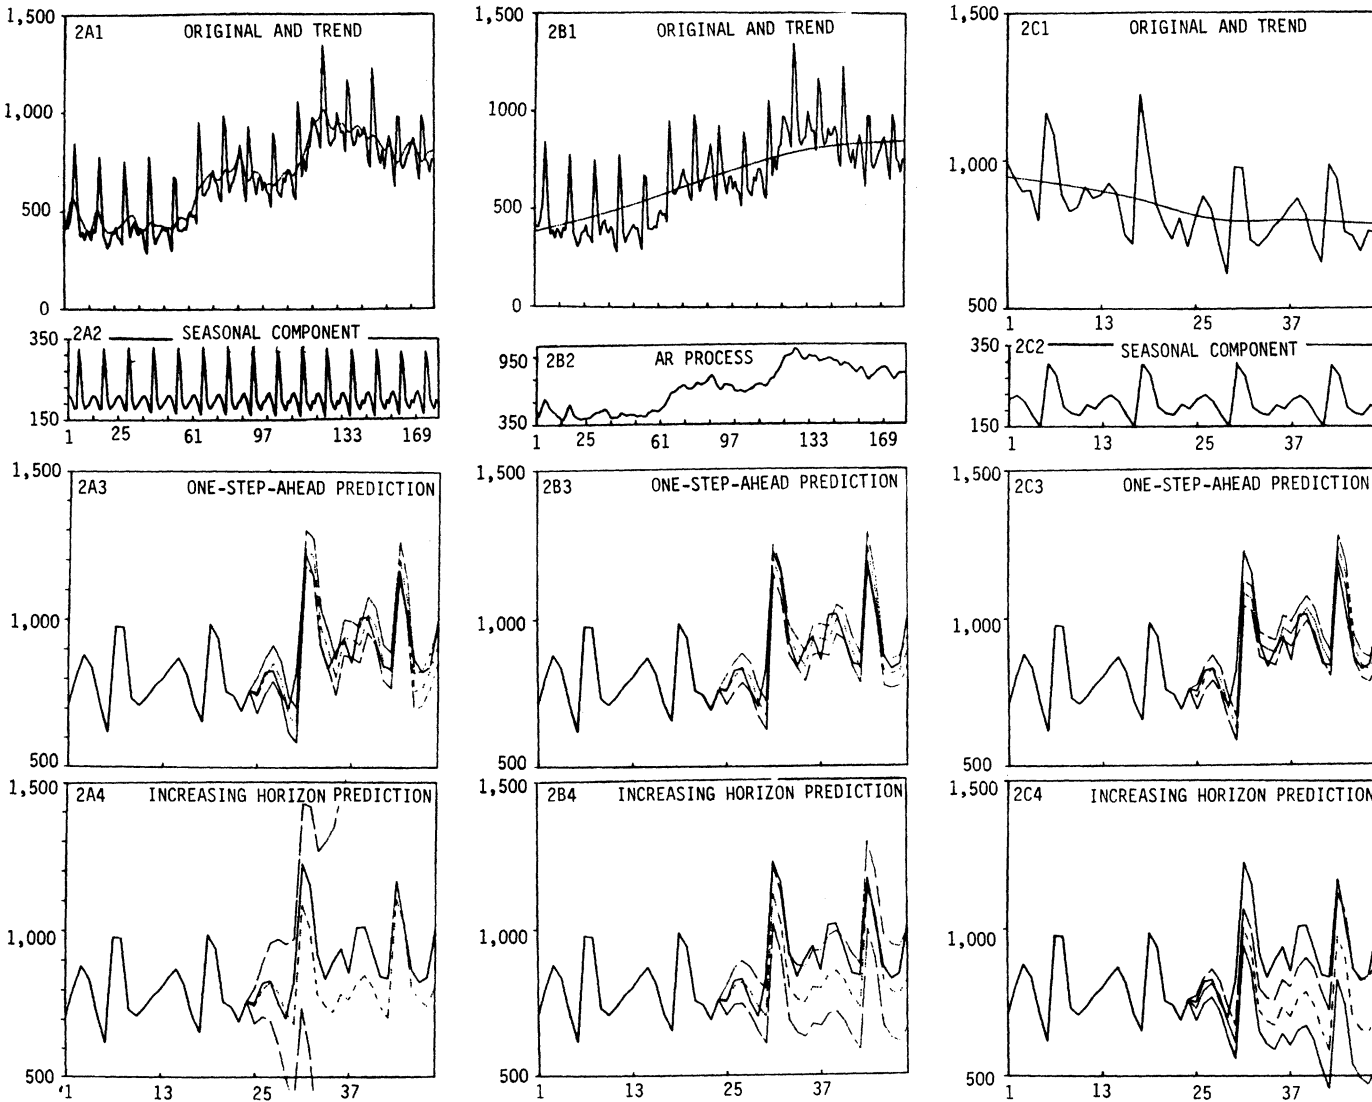 1,500
2A1 ORIGINAL AND TREND
1,000
500
0
350
2A2 SEASONAL COMPONENT
150
1 25 61 97 133 169
1,500
2A3 ONE-STEP-AHEAD PREDICTION
1,000
500
1,500
2A4 INCREASING HORIZON PREDICTION
1,000
500
1 13 25 37
1,500
2B1 ORIGINAL AND TREND
1000
500
0
950
2B2 AR PROCESS
350
1 25 61 97 133 169
1,500
2B3 ONE-STEP-AHEAD PREDICTION
1,000
500
1,500
2B4 INCREASING HORIZON PREDICTION
1,000
500
1 13 25 37
1,500
2C1 ORIGINAL AND TREND
1,000
500
1 13 25 37
350
2C2 SEASONAL COMPONENT
150
1 13 25 37
1,500
2C3 ONE-STEP-AHEAD PREDICTION
1,000
500
1,500
2C4 INCREASING HORIZON PREDICTION
1,000
500
1 13 25 37